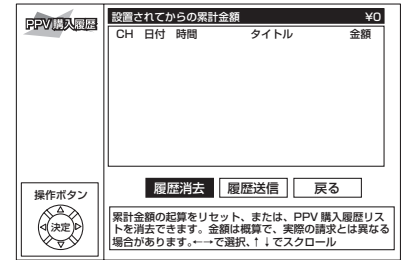 PPV 購入履歴
設置されてからの累計金額 ¥0
CH 日付 時間 タイトル 金額
履歴消去 履歴送信 戻る
操作ボタン
決定
累計金額の起算をリセット、または、PPV 購入履歴リス
トを消去できます。金額は概算で、実際の請求とは異なる
場合があります。←→で選択、↑↓でスクロール